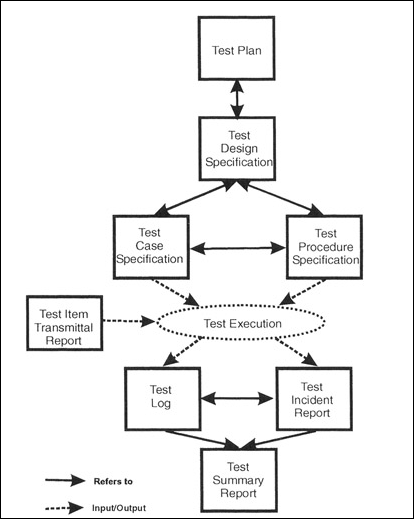 Test Plan
Test
Design
Specification
Test
Case
Specification
Test
Procedure
Specification
Test Item
Transmittal
Report
Test Execution
Test
Log
Test
Incident
Report
Test
Summary
Report
Refers to
Input/Output